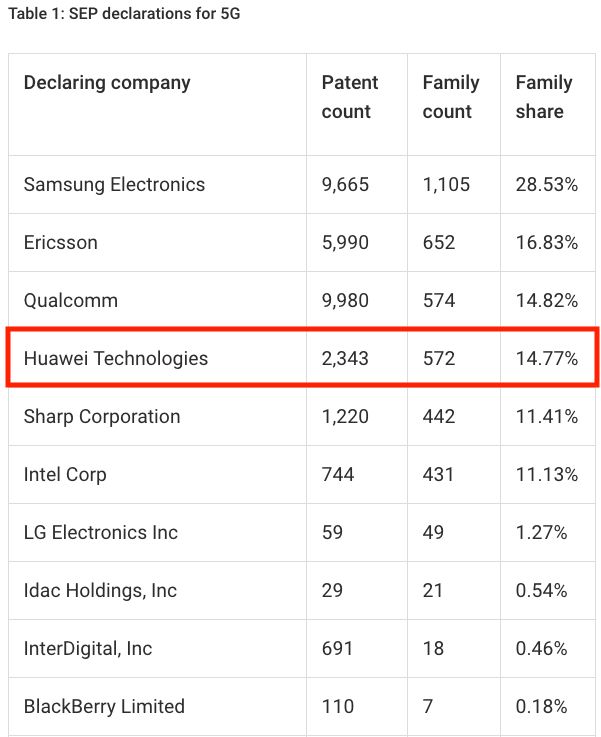 Table 1: SEP declarations for 5G
Declaring company Patent count Family count Family share
Samsung Electronics 9,665 1,105 28.53%
Ericsson 5,990 652 16.83%
Qualcomm 9,980 574 14.82%
Huawei Technologies 2,343 572 14.77%
Sharp Corporation 1,220 442 11.41%
Intel Corp 744 431 11.13%
LG Electronics Inc 59 49 1.27%
Idac Holdings, Inc 29 21 0.54%
InterDigital, Inc 691 18 0.46%
BlackBerry Limited 110 7 0.18%